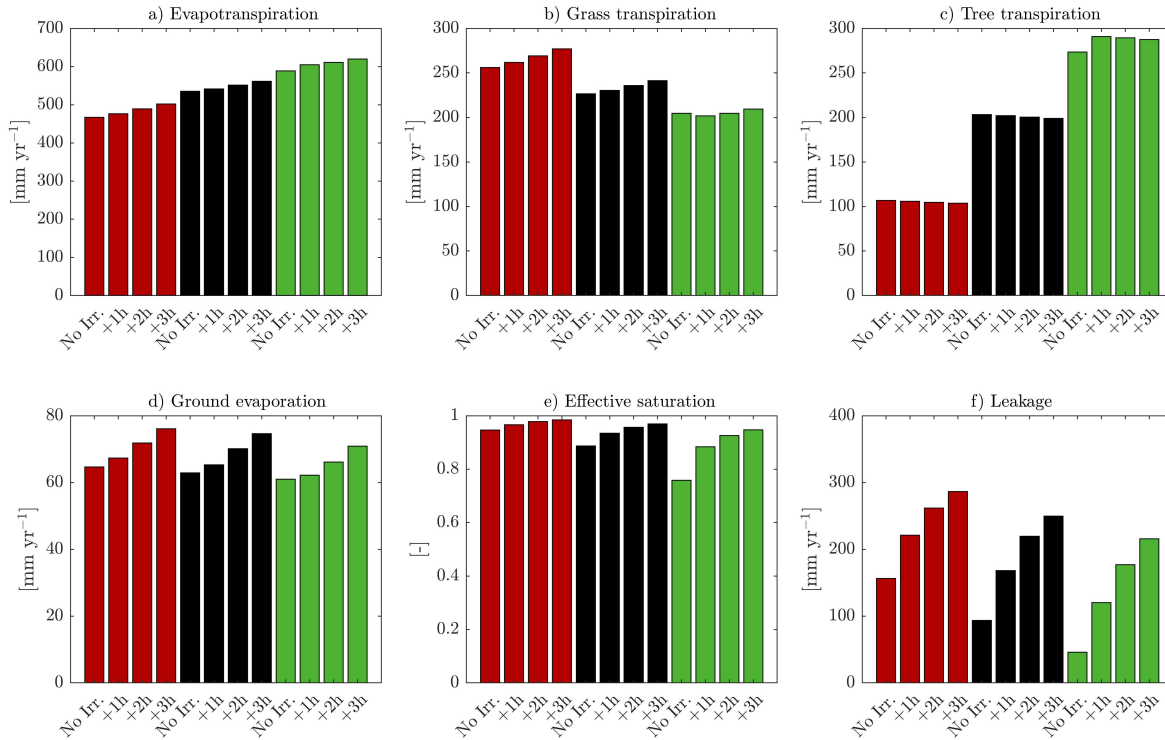 a) Evapotranspiration
[mm yr⁻¹]
700
600
500
400
300
200
100
0
No Irr. +1h +2h +3h No Irr. +1h +2h +3h No Irr. +1h +2h +3h
b) Grass transpiration
[mm yr⁻¹]
300
250
200
150
100
50
0
No Irr. +1h +2h +3h No Irr. +1h +2h +3h No Irr. +1h +2h +3h
c) Tree transpiration
[mm yr⁻¹]
300
250
200
150
100
50
0
No Irr. +1h +2h +3h No Irr. +1h +2h +3h No Irr. +1h +2h +3h
d) Ground evaporation
[mm yr⁻¹]
80
60
40
20
0
No Irr. +1h +2h +3h No Irr. +1h +2h +3h No Irr. +1h +2h +3h
e) Effective saturation
[-]
1
0.8
0.6
0.4
0.2
0
No Irr. +1h +2h +3h No Irr. +1h +2h +3h No Irr. +1h +2h +3h
f) Leakage
[mm yr⁻¹]
400
300
200
100
0
No Irr. +1h +2h +3h No Irr. +1h +2h +3h No Irr. +1h +2h +3h